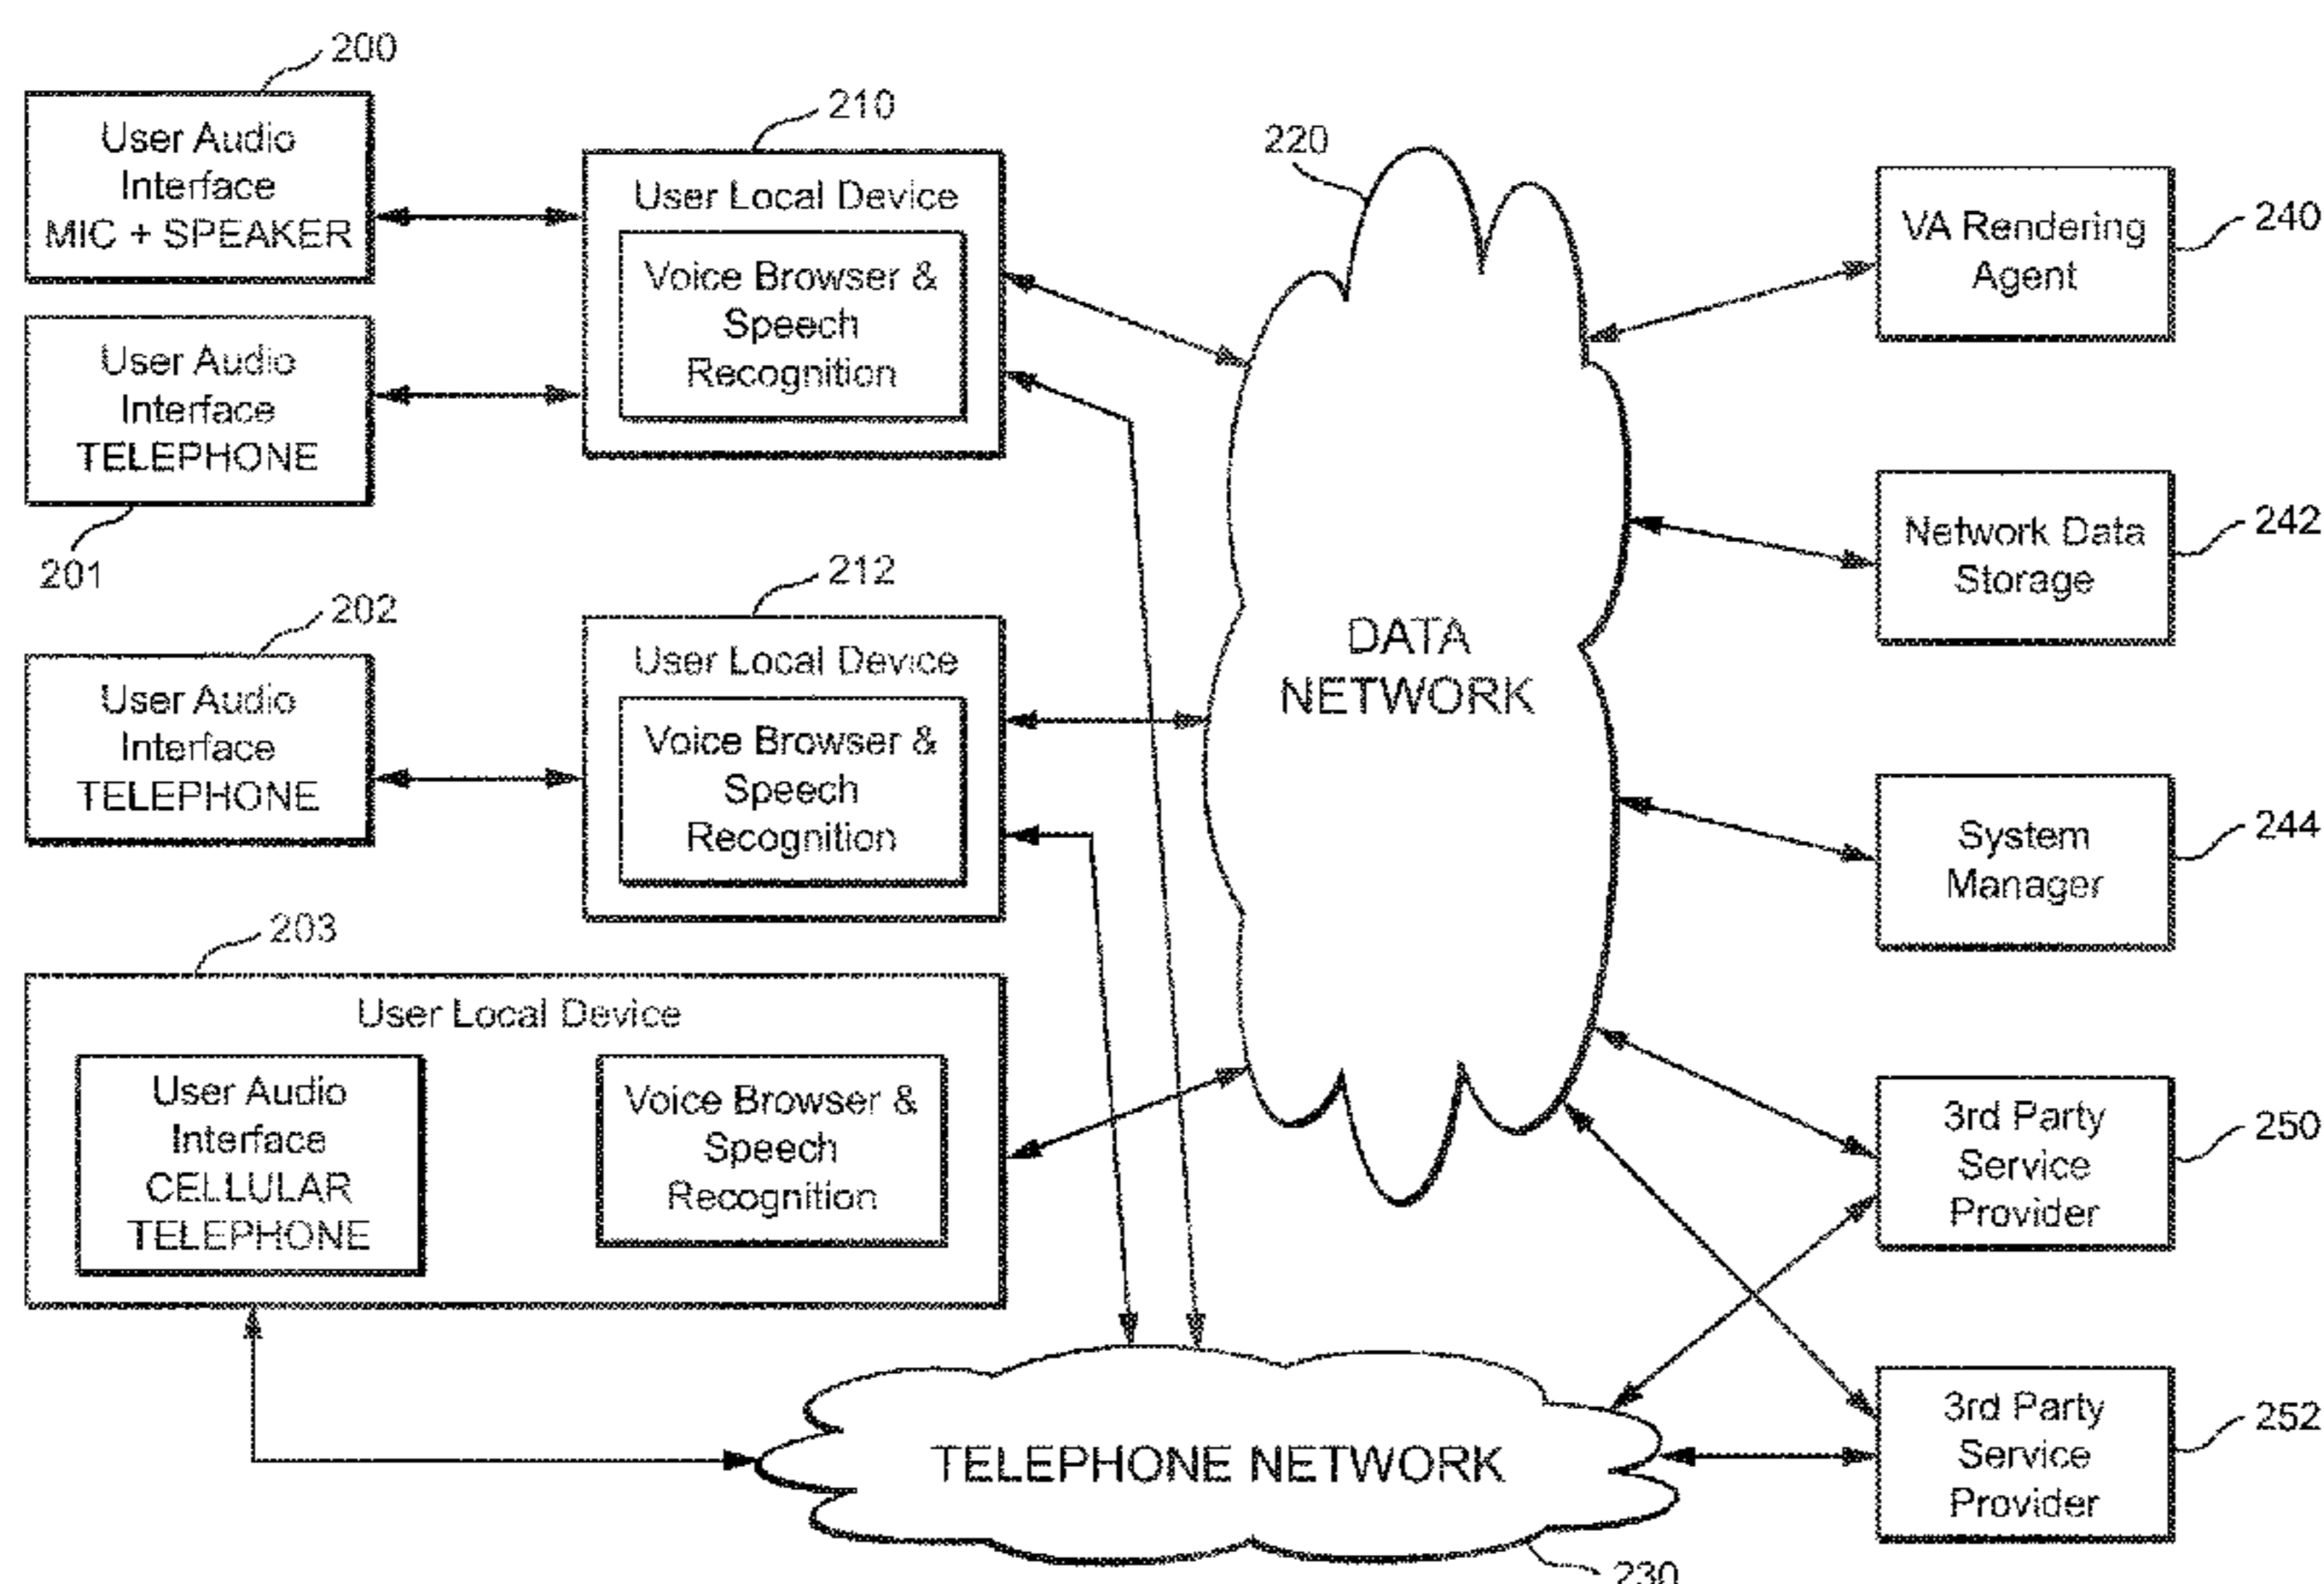 200
User Audio
Interface
MIC + SPEAKER
User Audio
Interface
TELEPHONE
201
210
User Local Device
Voice Browser &
Speech
Recognition
202
User Audio
Interface
TELEPHONE
212
User Local Device
Voice Browser &
Speech
Recognition
203
User Local Device
User Audio
Interface
CELLULAR
TELEPHONE
Voice Browser &
Speech
Recognition
220
DATA
NETWORK
TELEPHONE NETWORK
230
VA Rendering
Agent
240
Network Data
Storage
242
System
Manager
244
3rd Party
Service
Provider
250
3rd Party
Service
Provider
252